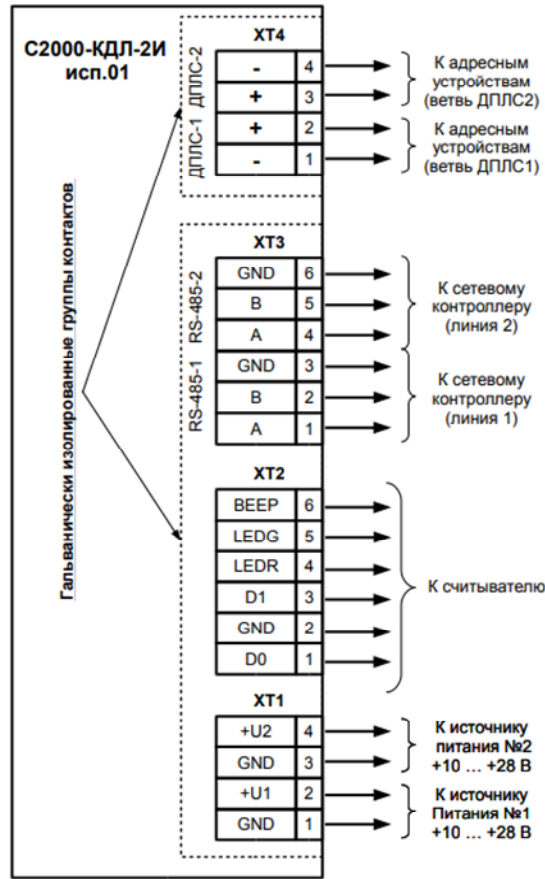 С2000-КДЛ-2И
исп.01
Гальванически изолированные группы контактов
XT4
ДПЛС-2
- 4
+ 3
ДПЛС-1
+ 2
- 1
К адресным
устройствам
(ветвь ДПЛС2)
К адресным
устройствам
(ветвь ДПЛС1)
XT3
RS-485-2
GND 6
B 5
A 4
RS-485-1
GND 3
B 2
A 1
К сетевому
контроллеру
(линия 2)
К сетевому
контроллеру
(линия 1)
XT2
BEEP 6
LEDG 5
LEDR 4
D1 3
GND 2
D0 1
К считывателю
XT1
+U2 4
GND 3
+U1 2
GND 1
К источнику
питания №2
+10 ... +28 В
К источнику
Питания №1
+10 ... +28 В